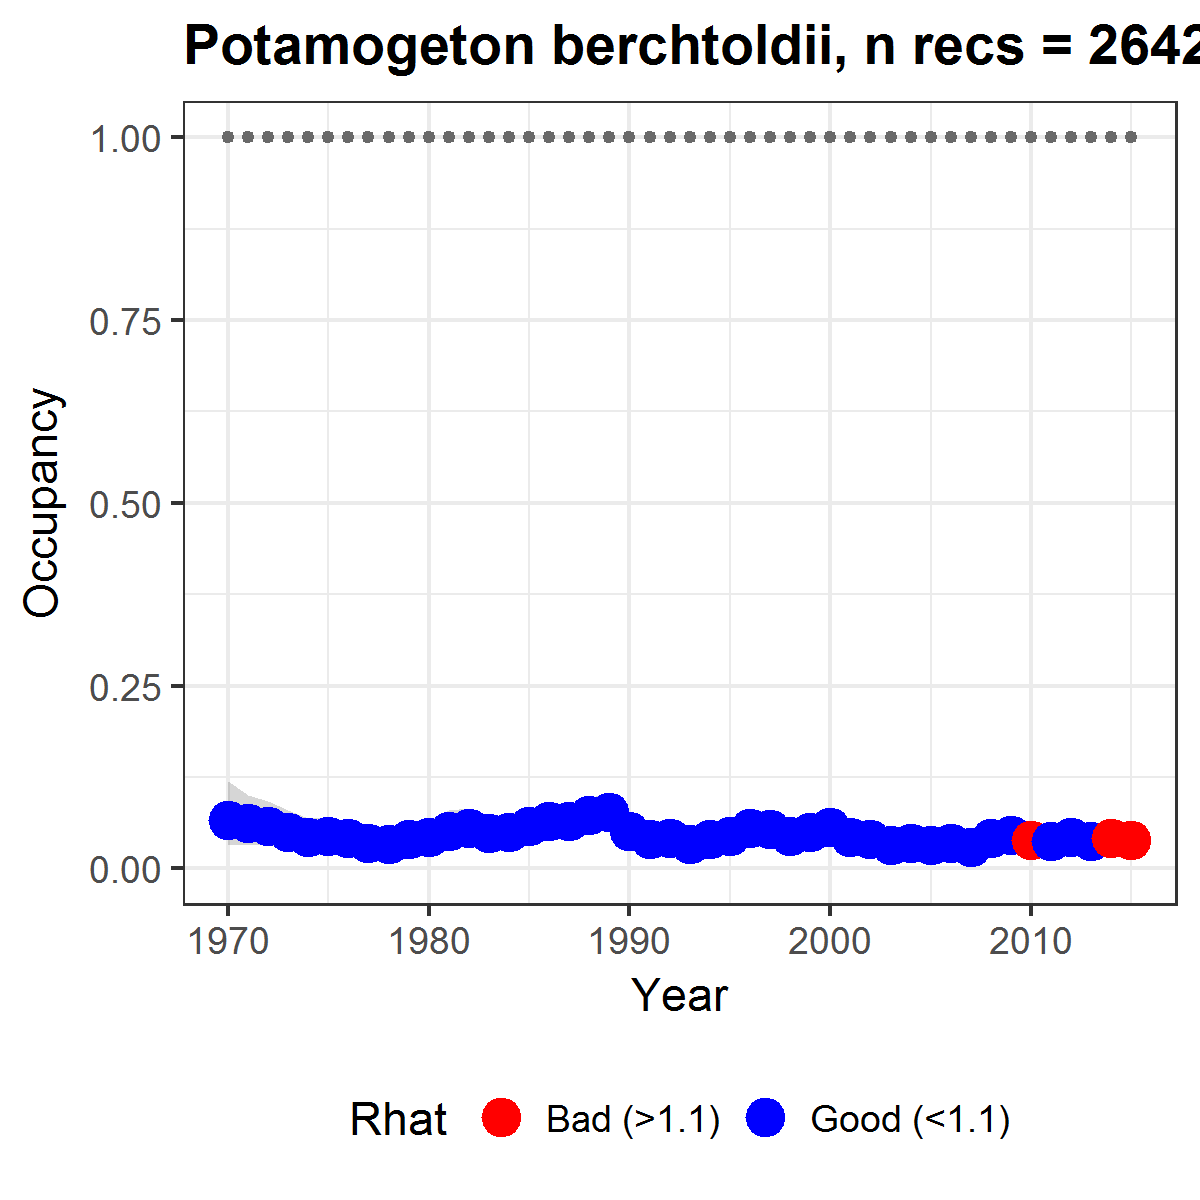 Potamogeton berchtoldii, n recs = 2642
1.00
0.75
0.50
0.25
0.00
Occupancy
1970 1980 1990 2000 2010
Year
Rhat Bad (>1.1) Good (<1.1)